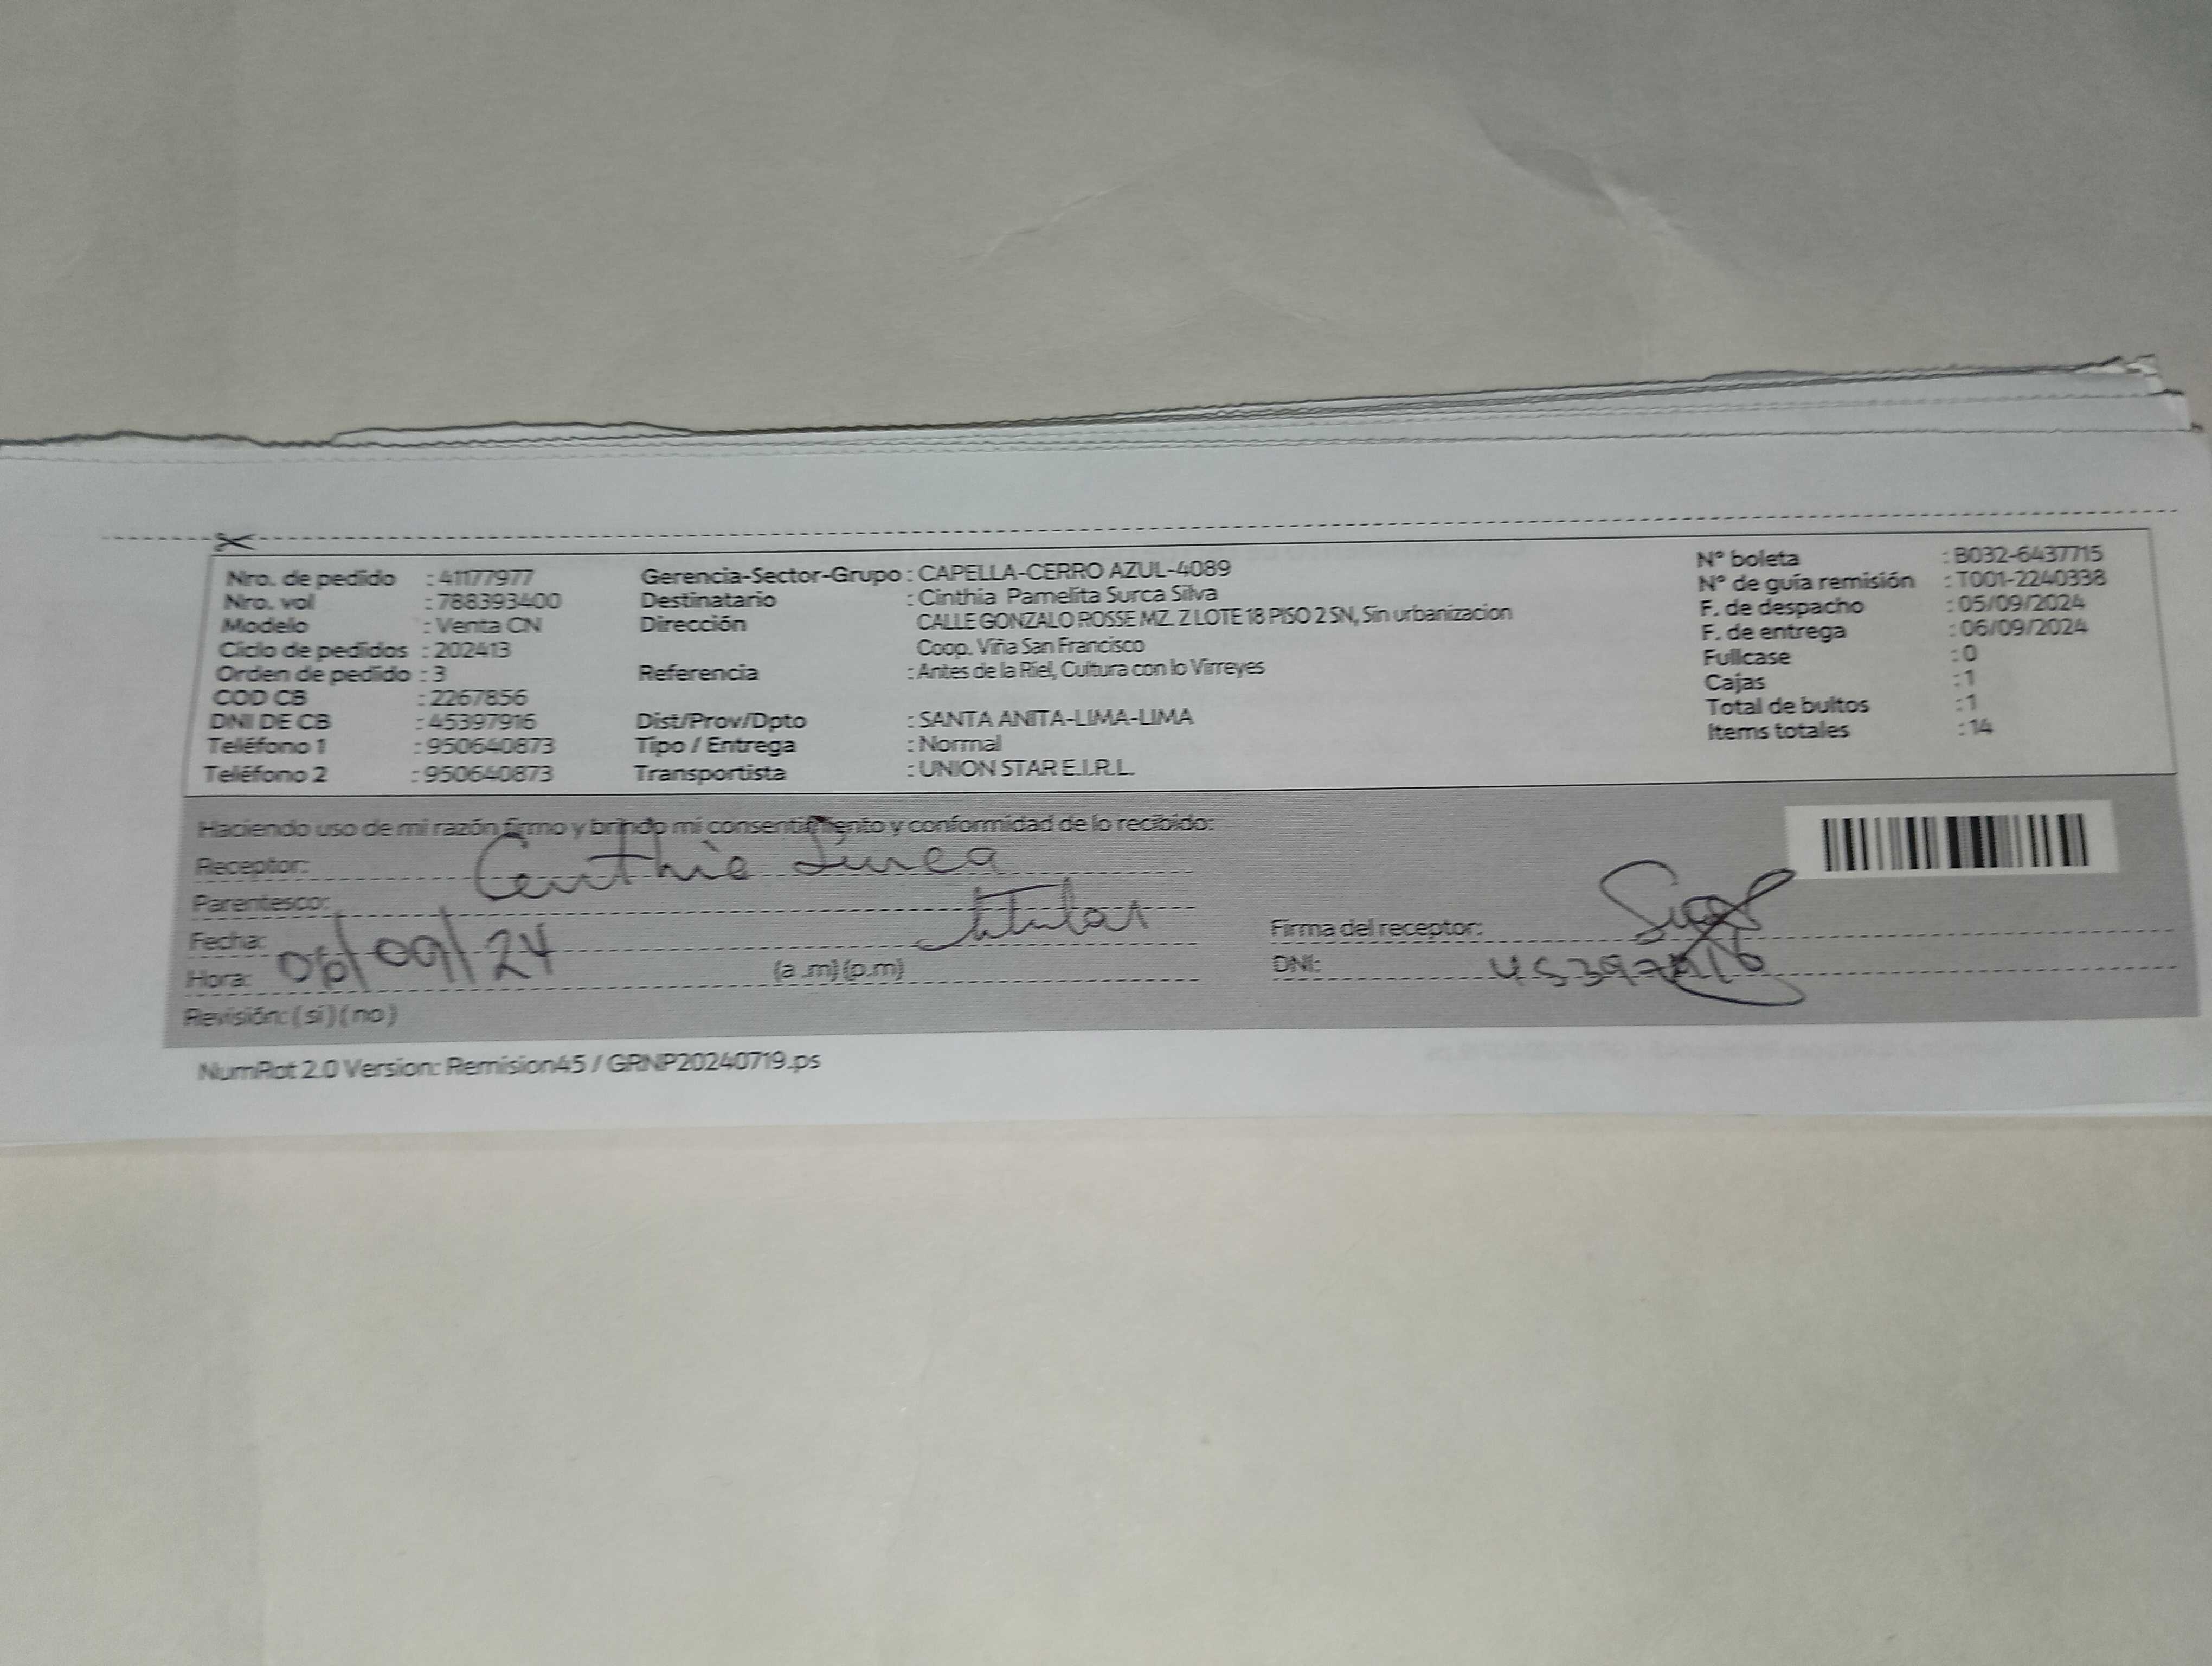 Nro. de pedido : 41177977 Gerencia-Sector-Grupo : CAPELLA-CERRO AZUL-4089 N° boleta : B032-6437715
Nro. vol : 788393400 Destinatario : Cinthia Pamelita Surca Silva N° de guía remisión : T001-2240338
Modelo : Venta CN Dirección CALLE GONZALO ROSSE MZ. Z LOTE 18 PISO 2 SN, Sin urbanizacion F. de despacho : 05/09/2024
Ciclo de pedidos : 202413 Coop. Viña San Francisco F. de entrega : 06/09/2024
Orden de pedido : 3 Referencia : Antes de la Riel, Cultura con lo Virreyes Fullcase : 0
COD CB : 2267856 Cajas : 1
DNI DE CB : 45397916 Dist/Prov/Dpto : SANTA ANITA-LIMA-LIMA Total de bultos : 1
Teléfono 1 : 950640873 Tipo / Entrega : Normal Items totales : 14
Teléfono 2 : 950640873 Transportista : UNION STAR E.I.R.L.
Haciendo uso de mi razón firmo y brindo mi consentimiento y conformidad de lo recibido:
Receptor: Cinthia Surca
Parentesco: titular
Fecha: 06/09/24
Hora: (a .m)(p.m)
Revisión: ( sí ) ( no )
Firma del receptor:
DNI: 45397916
NumRot 2.0 Version: Remision45 / GRNP20240719.ps